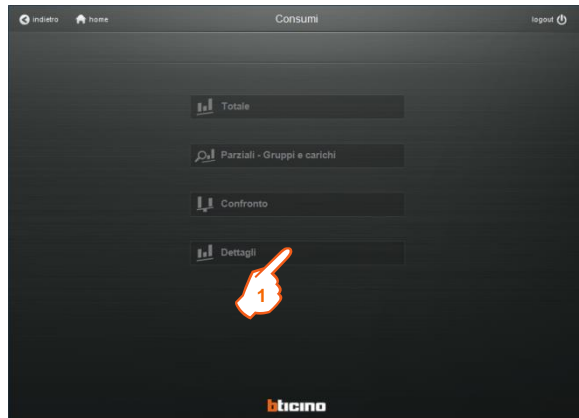 indietro home Consumi logout
Totale
Parziali - Gruppi e carichi
Confronto
Dettagli
1
bticino